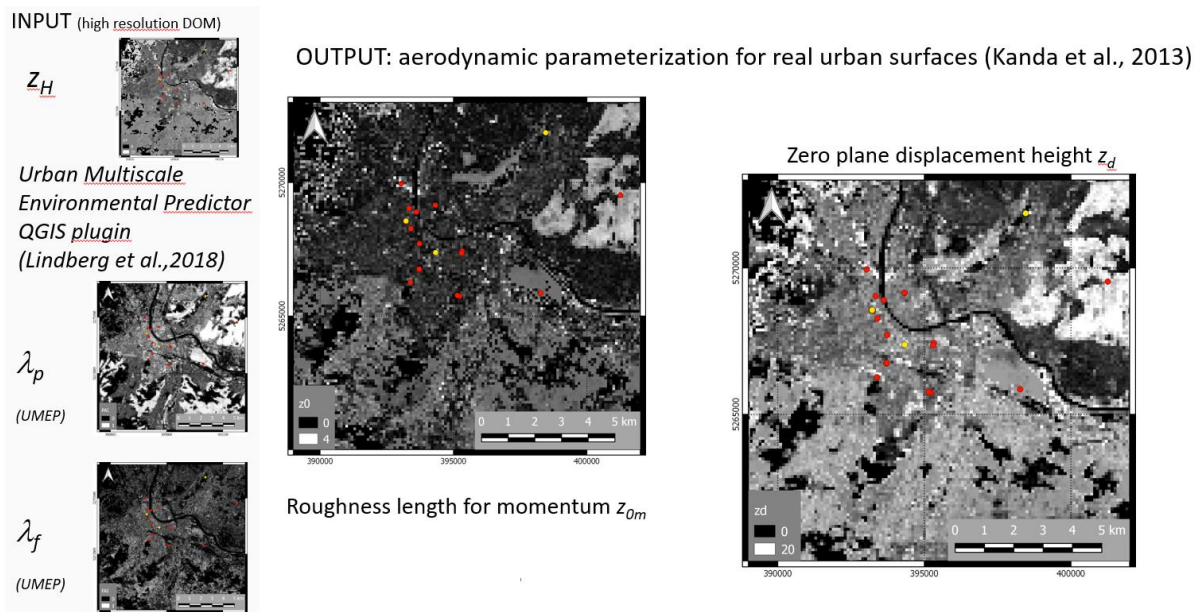 INPUT (high resolution DOM)
z_H
Urban Multiscale
Environmental Predictor
QGIS plugin
(Lindberg et al.,2018)
λ_p
(UMEP)
λ_f
(UMEP)
OUTPUT: aerodynamic parameterization for real urban surfaces (Kanda et al., 2013)
5270000
5265000
z0
0
4
0 1 2 3 4 5 km
390000 395000 400000
Roughness length for momentum z_0m
Zero plane displacement height z_d
5270000
5265000
zd
0
20
0 1 2 3 4 5 km
390000 395000 400000